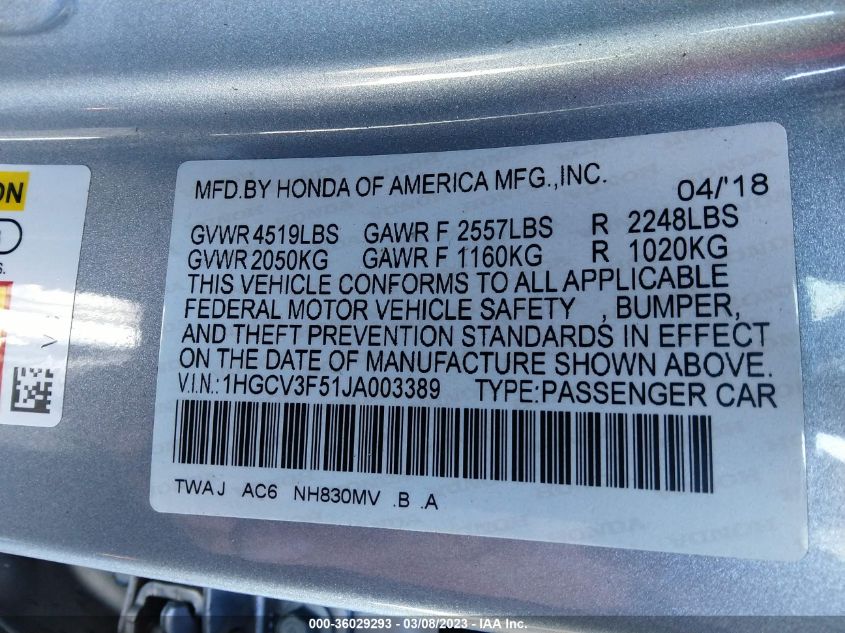 MFD.BY HONDA OF AMERICA MFG.,INC. 04/'18
GVWR 4519LBS GAWR F 2557LBS R 2248LBS
GVWR 2050KG GAWR F 1160KG R 1020KG
THIS VEHICLE CONFORMS TO ALL APPLICABLE
FEDERAL MOTOR VEHICLE SAFETY , BUMPER,
AND THEFT PREVENTION STANDARDS IN EFFECT
ON THE DATE OF MANUFACTURE SHOWN ABOVE.
V.I.N.:1HGCV3F51JA003389 TYPE:PASSENGER CAR
TWAJ AC6 NH830MV .B .A
000-36029293 - 03/08/2023 - © IAA Inc.